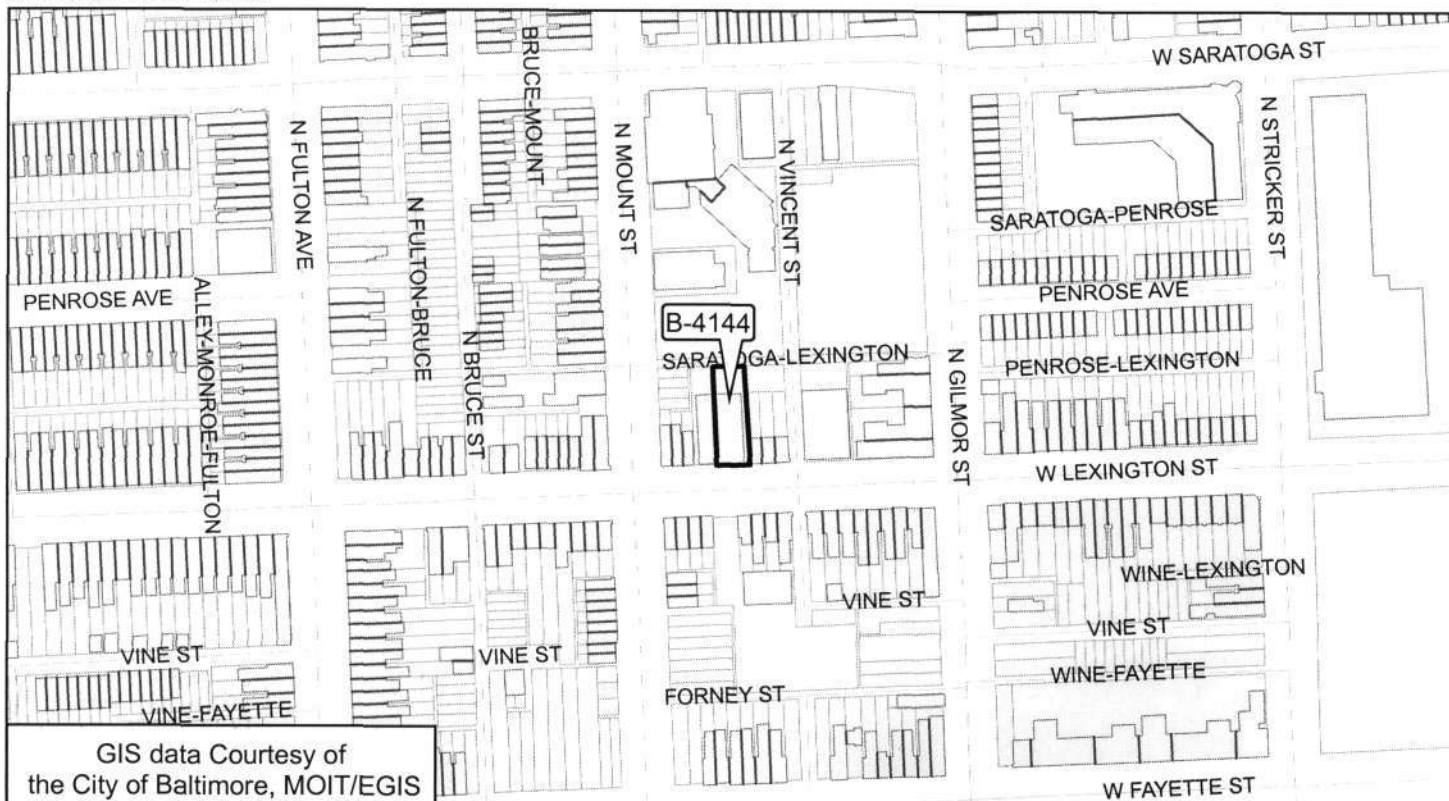 W SARATOGA ST
BRUCE-MOUNT
N FULTON AVE
N MOUNT ST
N VINCENT ST
N STRICKER ST
SARATOGA-PENROSE
N FULTON-BRUCE
PENROSE AVE
ALLEY-MONROE-FULTON
PENROSE AVE
B-4144
SARATOGA-LEXINGTON
N BRUCE ST
N GILMOR ST
PENROSE-LEXINGTON
W LEXINGTON ST
WINE-LEXINGTON
VINE ST
VINE ST
VINE ST
VINE ST
WINE-FAYETTE
FORNEY ST
VINE-FAYETTE
GIS data Courtesy of
the City of Baltimore, MOIT/EGIS
W FAYETTE ST